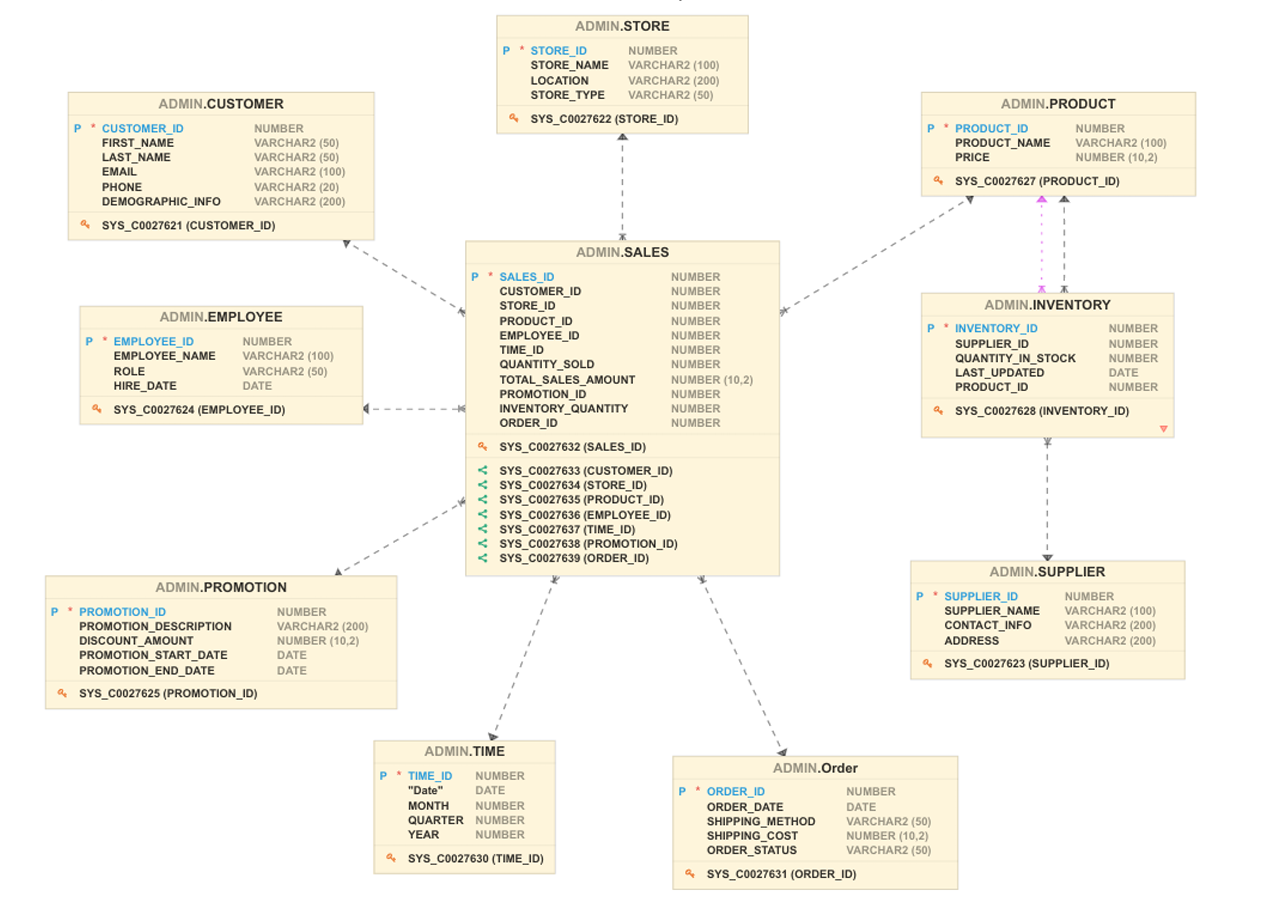 ADMIN.STORE
P * STORE_ID NUMBER
STORE_NAME VARCHAR2 (100)
LOCATION VARCHAR2 (200)
STORE_TYPE VARCHAR2 (50)
SYS_C0027622 (STORE_ID)
ADMIN.CUSTOMER
P * CUSTOMER_ID NUMBER
FIRST_NAME VARCHAR2 (50)
LAST_NAME VARCHAR2 (50)
EMAIL VARCHAR2 (100)
PHONE VARCHAR2 (20)
DEMOGRAPHIC_INFO VARCHAR2 (200)
SYS_C0027621 (CUSTOMER_ID)
ADMIN.PRODUCT
P * PRODUCT_ID NUMBER
PRODUCT_NAME VARCHAR2 (100)
PRICE NUMBER (10,2)
SYS_C0027627 (PRODUCT_ID)
ADMIN.SALES
P * SALES_ID NUMBER
CUSTOMER_ID NUMBER
STORE_ID NUMBER
PRODUCT_ID NUMBER
EMPLOYEE_ID NUMBER
TIME_ID NUMBER
QUANTITY_SOLD NUMBER
TOTAL_SALES_AMOUNT NUMBER (10,2)
PROMOTION_ID NUMBER
INVENTORY_QUANTITY NUMBER
ORDER_ID NUMBER
SYS_C0027632 (SALES_ID)
SYS_C0027633 (CUSTOMER_ID)
SYS_C0027634 (STORE_ID)
SYS_C0027635 (PRODUCT_ID)
SYS_C0027636 (EMPLOYEE_ID)
SYS_C0027637 (TIME_ID)
SYS_C0027638 (PROMOTION_ID)
SYS_C0027639 (ORDER_ID)
ADMIN.EMPLOYEE
P * EMPLOYEE_ID NUMBER
EMPLOYEE_NAME VARCHAR2 (100)
ROLE VARCHAR2 (50)
HIRE_DATE DATE
SYS_C0027624 (EMPLOYEE_ID)
ADMIN.INVENTORY
P * INVENTORY_ID NUMBER
SUPPLIER_ID NUMBER
QUANTITY_IN_STOCK NUMBER
LAST_UPDATED DATE
PRODUCT_ID NUMBER
SYS_C0027628 (INVENTORY_ID)
ADMIN.SUPPLIER
P * SUPPLIER_ID NUMBER
SUPPLIER_NAME VARCHAR2 (100)
CONTACT_INFO VARCHAR2 (200)
ADDRESS VARCHAR2 (200)
SYS_C0027623 (SUPPLIER_ID)
ADMIN.PROMOTION
P * PROMOTION_ID NUMBER
PROMOTION_DESCRIPTION VARCHAR2 (200)
DISCOUNT_AMOUNT NUMBER (10,2)
PROMOTION_START_DATE DATE
PROMOTION_END_DATE DATE
SYS_C0027625 (PROMOTION_ID)
ADMIN.TIME
P * TIME_ID NUMBER
"Date" DATE
MONTH NUMBER
QUARTER NUMBER
YEAR NUMBER
SYS_C0027630 (TIME_ID)
ADMIN.Order
P * ORDER_ID NUMBER
ORDER_DATE DATE
SHIPPING_METHOD VARCHAR2 (50)
SHIPPING_COST NUMBER (10,2)
ORDER_STATUS VARCHAR2 (50)
SYS_C0027631 (ORDER_ID)